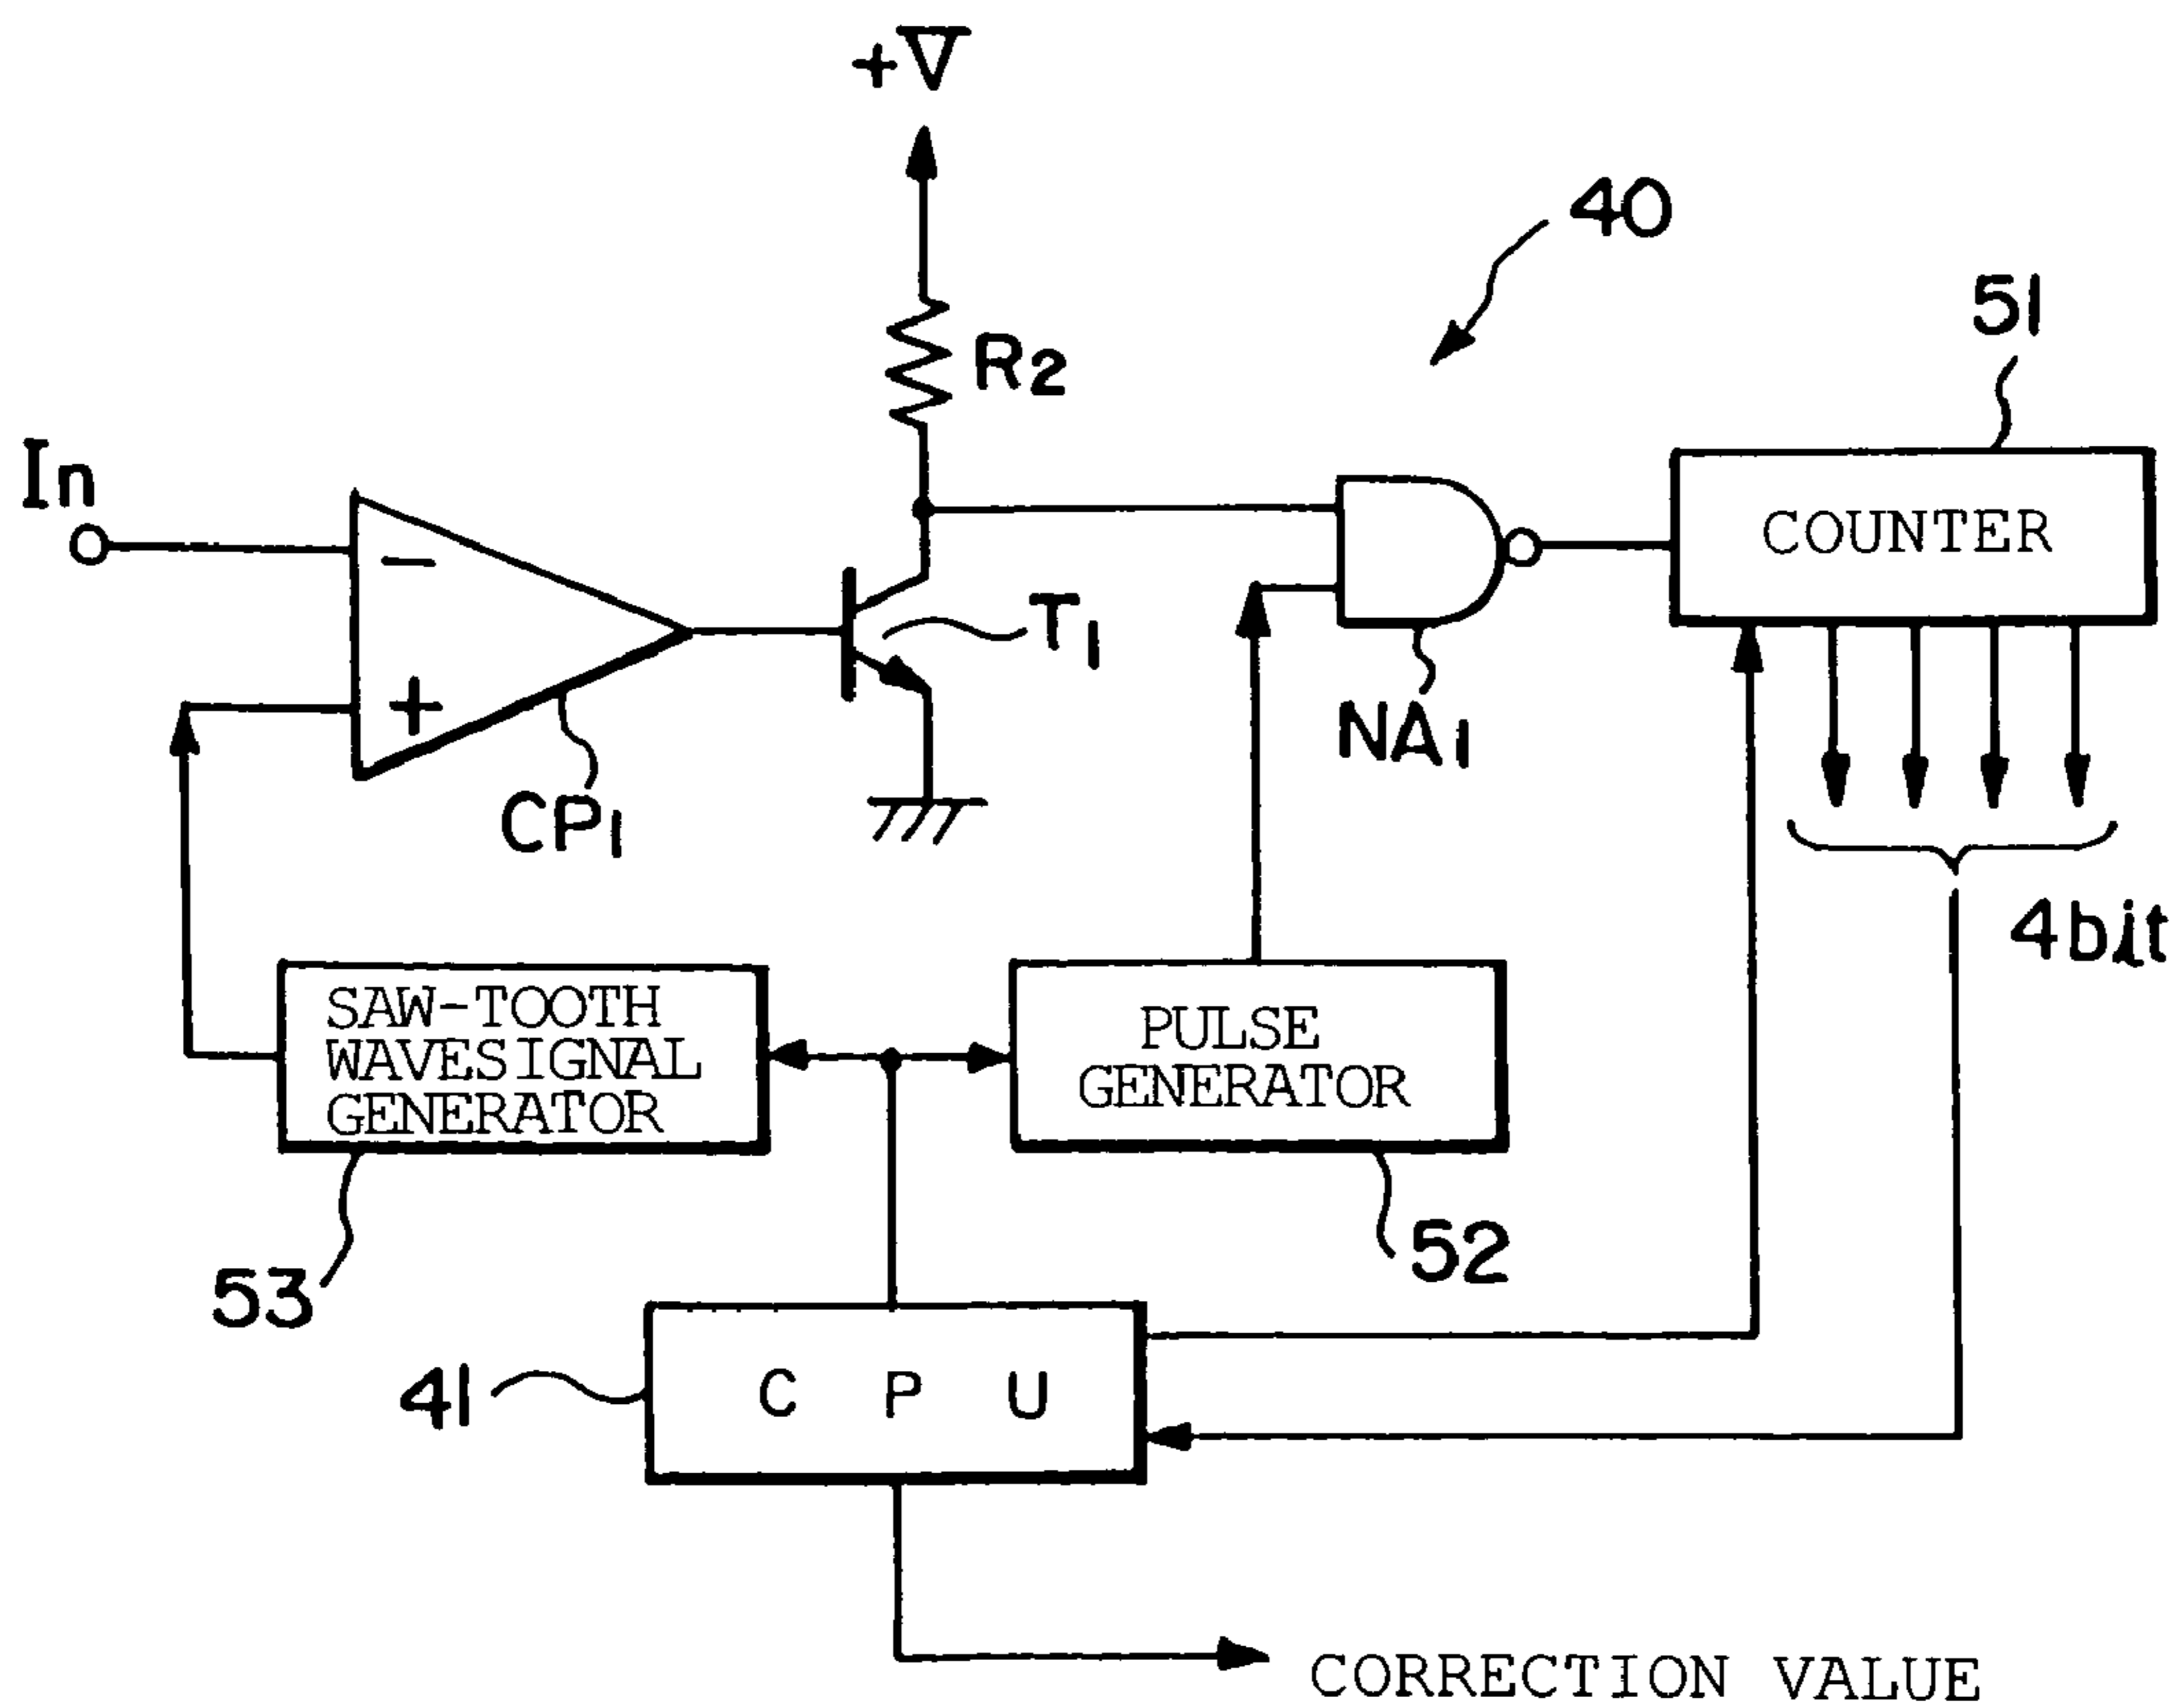 +V
40
51
R2
In
COUNTER
−
T1
+
NA1
CP1
4bit
SAW-TOOTH
WAVESIGNAL
GENERATOR
PULSE
GENERATOR
52
53
41
C P U
CORRECTION VALUE